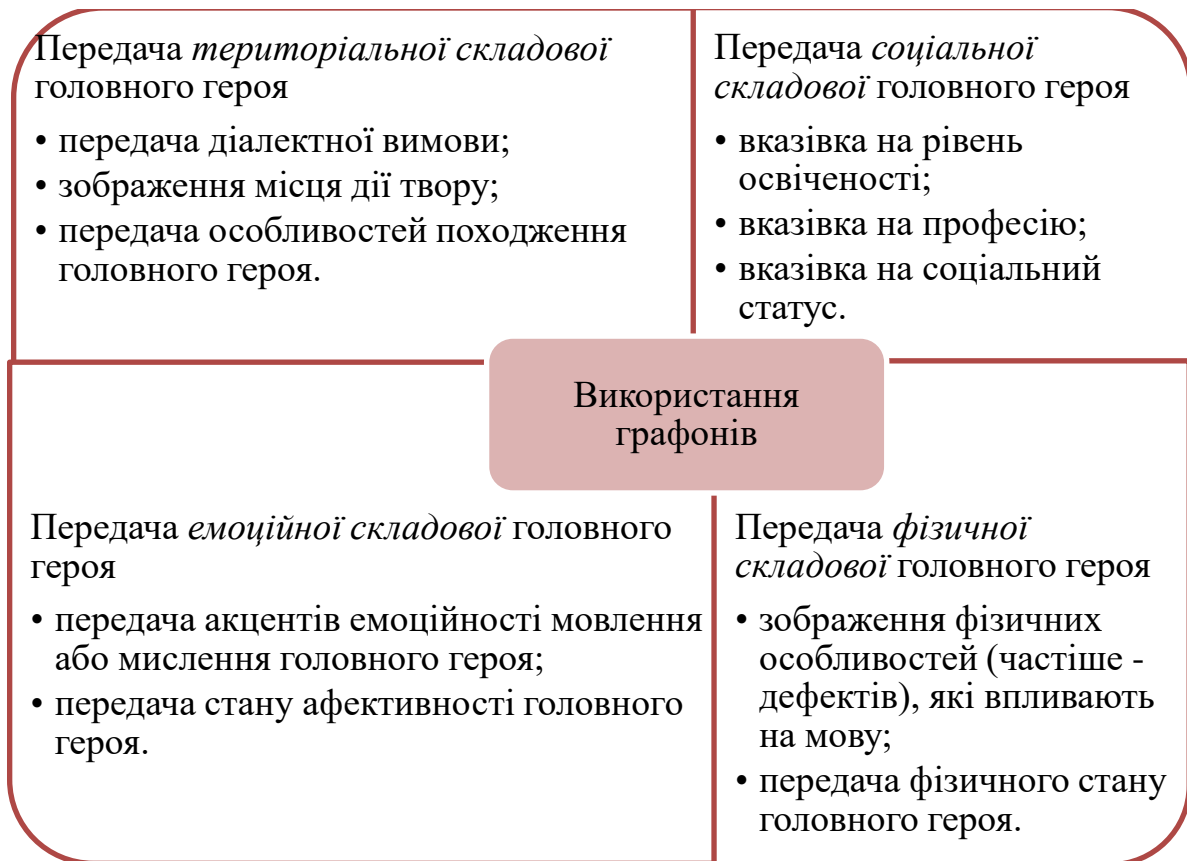 Передача територіальної складової
головного героя
• передача діалектної вимови;
• зображення місця дії твору;
• передача особливостей походження
головного героя.
Передача соціальної
складової головного героя
• вказівка на рівень
освіченості;
• вказівка на професію;
• вказівка на соціальний
статус.
Використання
графонів
Передача емоційної складової головного
героя
• передача акцентів емоційності мовлення
або мислення головного героя;
• передача стану афективності головного
героя.
Передача фізичної
складової головного героя
• зображення фізичних
особливостей (частіше -
дефектів), які впливають
на мову;
• передача фізичного стану
головного героя.